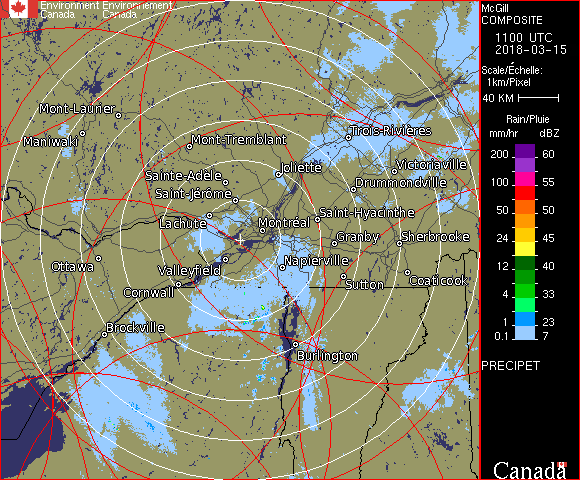 Environment Environnement
Canada Canada
McGill
COMPOSITE
1100 UTC
2018-03-15
Scale/Échelle:
1km/Pixel
40 KM
Rain/Pluie
mm/hr dBZ
200 60
100 55
50 50
24 45
12 40
4 33
1 23
0.1 7
PRECIPET
Canada
Mont-Laurier
Maniwaki
Mont-Tremblant
Trois-Rivières
Joliette
Victoriaville
Sainte-Adèle
Drummondville
Saint-Jérôme
Saint-Hyacinthe
Lachute
Montréal
Granby
Sherbrooke
Ottawa
Valleyfield
Napierville
Cornwall
Sutton
Coaticook
Brockville
Burlington